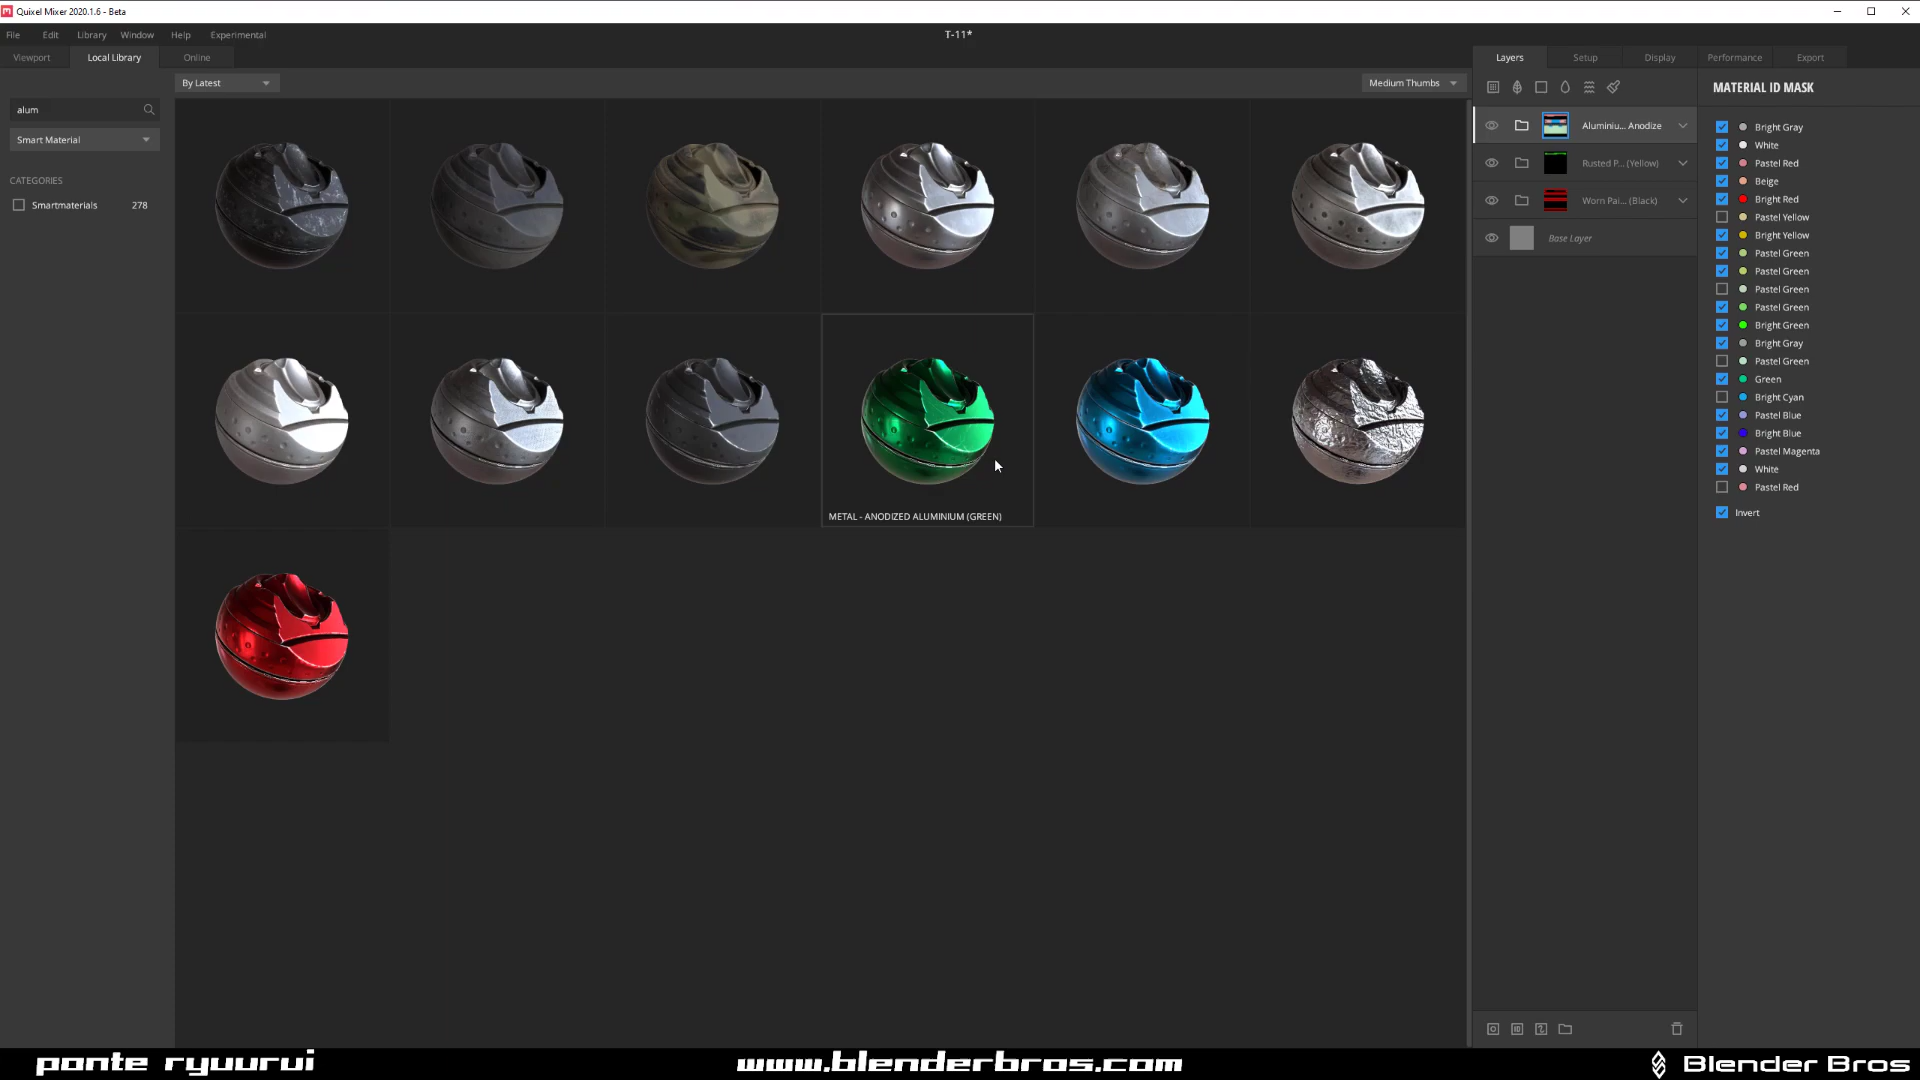 Quixel Mixer 2020.1.6 - Beta
File Edit Library Window Help Experimental
T-11*
Viewport Local Library Online
Layers Setup Display Performance Export
By Latest
Medium Thumbs
alum
Smart Material
CATEGORIES
Smartmaterials 278
METAL - ANODIZED ALUMINIUM (GREEN)
Aluminiu... Anodize
Rusted P... (Yellow)
Worn Pai... (Black)
Base Layer
MATERIAL ID MASK
Bright Gray
White
Pastel Red
Beige
Bright Red
Pastel Yellow
Bright Yellow
Pastel Green
Pastel Green
Pastel Green
Pastel Green
Bright Green
Bright Gray
Pastel Green
Green
Bright Cyan
Pastel Blue
Bright Blue
Pastel Magenta
White
Pastel Red
Invert
ponte ryuurui
www.blenderbros.com
Blender Bros